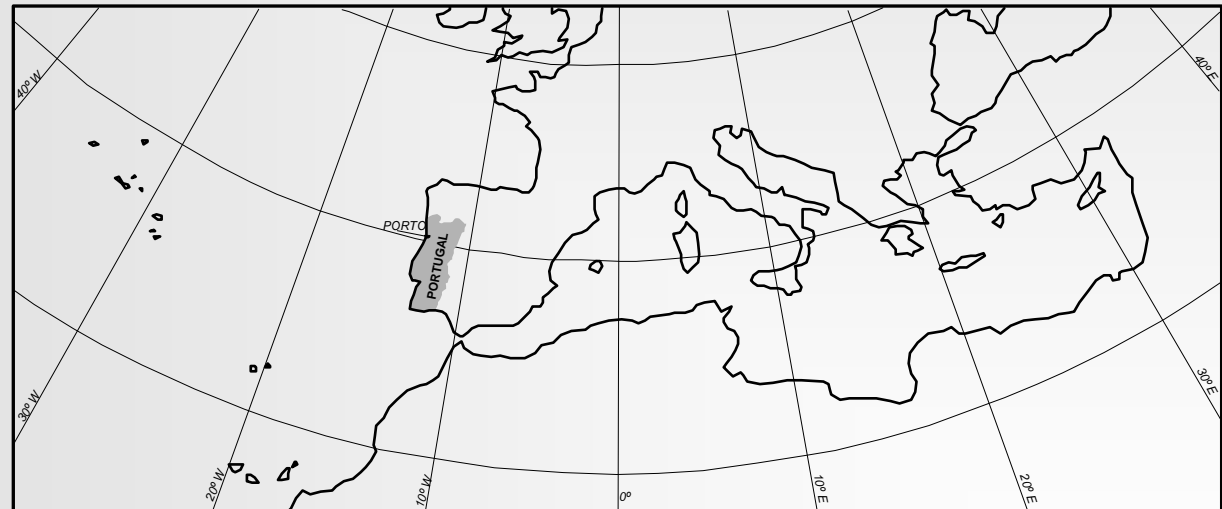 40º W
40º E
PORTO
PORTUGAL
30º W
30º E
20º W
10º W
0º
10º E
20º E